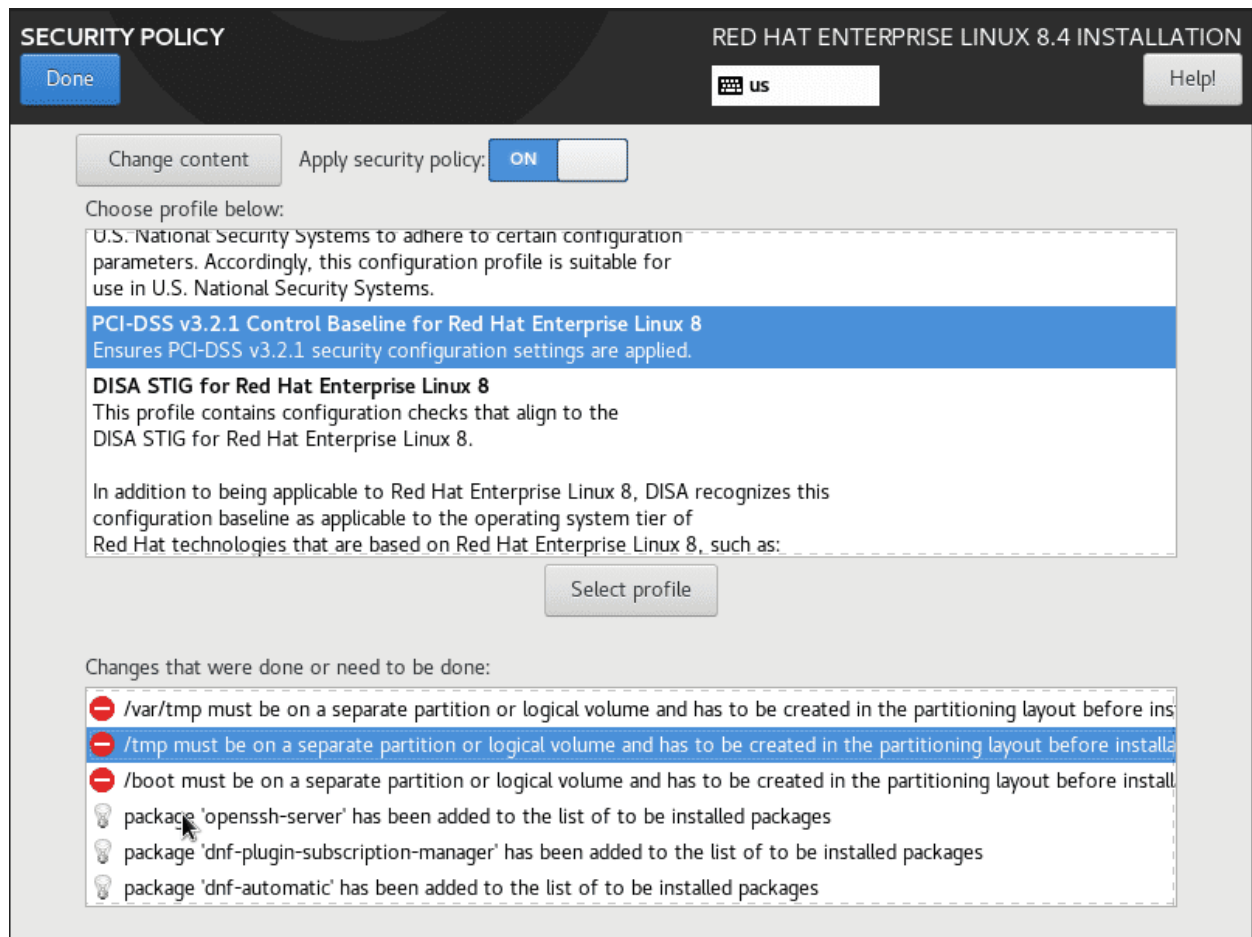 SECURITY POLICY
RED HAT ENTERPRISE LINUX 8.4 INSTALLATION
Done
us
Help!
Change content
Apply security policy:
ON
Choose profile below:
U.S. National Security Systems to adhere to certain configuration
parameters. Accordingly, this configuration profile is suitable for
use in U.S. National Security Systems.
PCI-DSS v3.2.1 Control Baseline for Red Hat Enterprise Linux 8
Ensures PCI-DSS v3.2.1 security configuration settings are applied.
DISA STIG for Red Hat Enterprise Linux 8
This profile contains configuration checks that align to the
DISA STIG for Red Hat Enterprise Linux 8.
In addition to being applicable to Red Hat Enterprise Linux 8, DISA recognizes this
configuration baseline as applicable to the operating system tier of
Red Hat technologies that are based on Red Hat Enterprise Linux 8, such as:
Select profile
Changes that were done or need to be done:
/var/tmp must be on a separate partition or logical volume and has to be created in the partitioning layout before ins
/tmp must be on a separate partition or logical volume and has to be created in the partitioning layout before installa
/boot must be on a separate partition or logical volume and has to be created in the partitioning layout before install
package 'openssh-server' has been added to the list of to be installed packages
package 'dnf-plugin-subscription-manager' has been added to the list of to be installed packages
package 'dnf-automatic' has been added to the list of to be installed packages